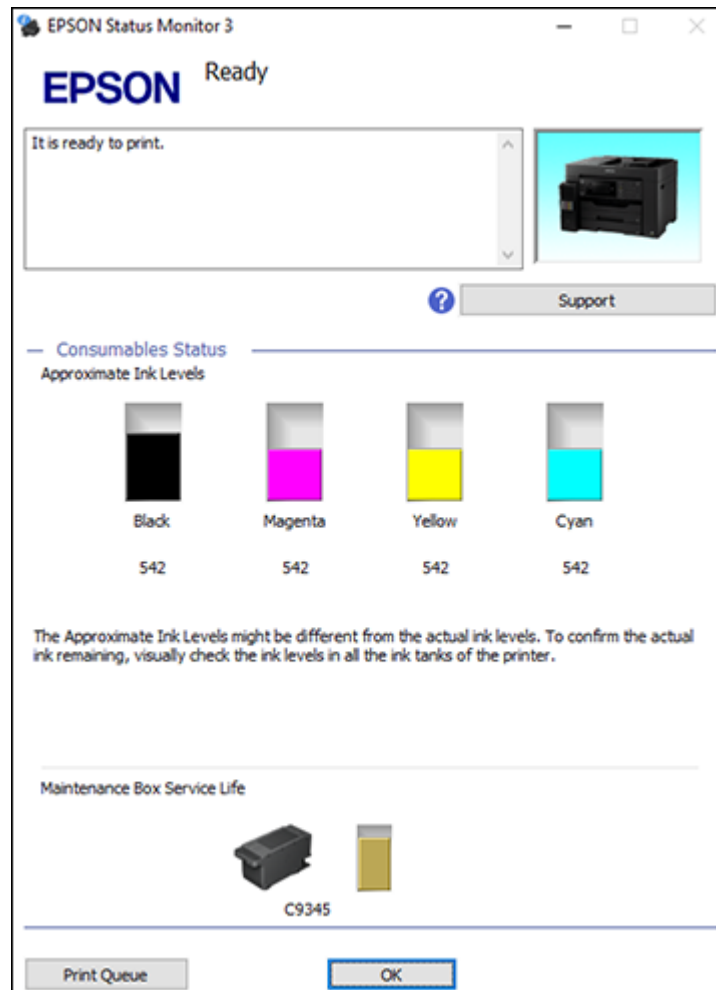 EPSON Status Monitor 3
EPSON
Ready
It is ready to print.
?
Support
Consumables Status
Approximate Ink Levels
Black Magenta Yellow Cyan
542 542 542 542
The Approximate Ink Levels might be different from the actual ink levels. To confirm the actual
ink remaining, visually check the ink levels in all the ink tanks of the printer.
Maintenance Box Service Life
C9345
Print Queue OK